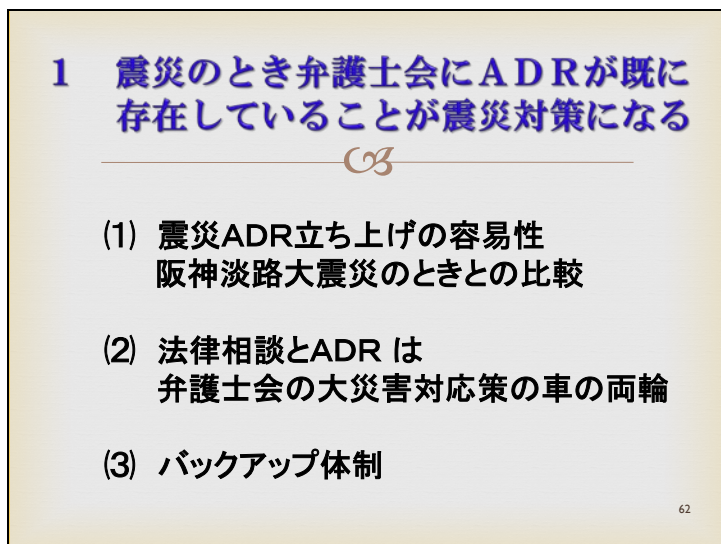 1 震災のとき弁護士会にＡＤＲが既に
存在していることが震災対策になる
⑴ 震災ADR立ち上げの容易性
阪神淡路大震災のときとの比較
⑵ 法律相談とADR は
弁護士会の大災害対応策の車の両輪
⑶ バックアップ体制
62